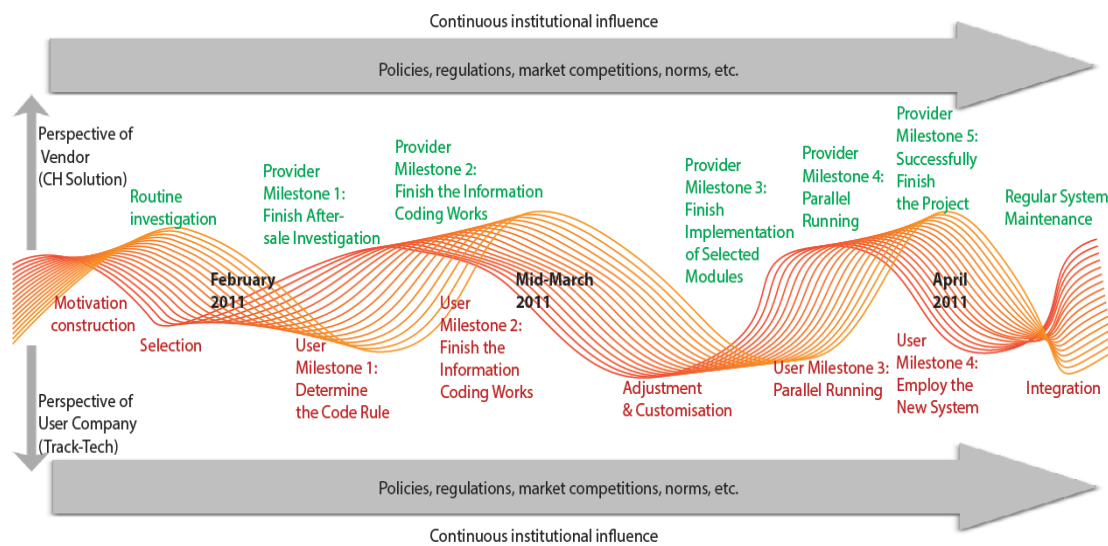 Continuous institutional influence
Policies, regulations, market competitions, norms, etc.
Perspective of
Vendor
(CH Solution)
Routine
investigation
Provider
Milestone 1:
Finish After-
sale Investigation
Provider
Milestone 2:
Finish the Information
Coding Works
Provider
Milestone 3:
Finish
Implementation
of Selected
Modules
Provider
Milestone 4:
Parallel
Running
Provider
Milestone 5:
Successfully
Finish
the Project
Regular System
Maintenance
February
2011
Mid-March
2011
April
2011
Motivation
construction
Selection
User
Milestone 1:
Determine
the Code Rule
User
Milestone 2:
Finish the
Information
Coding Works
Adjustment
& Customisation
User Milestone 3:
Parallel Running
User
Milestone 4:
Employ the
New System
Integration
Perspective of
User Company
(Track-Tech)
Policies, regulations, market competitions, norms, etc.
Continuous institutional influence